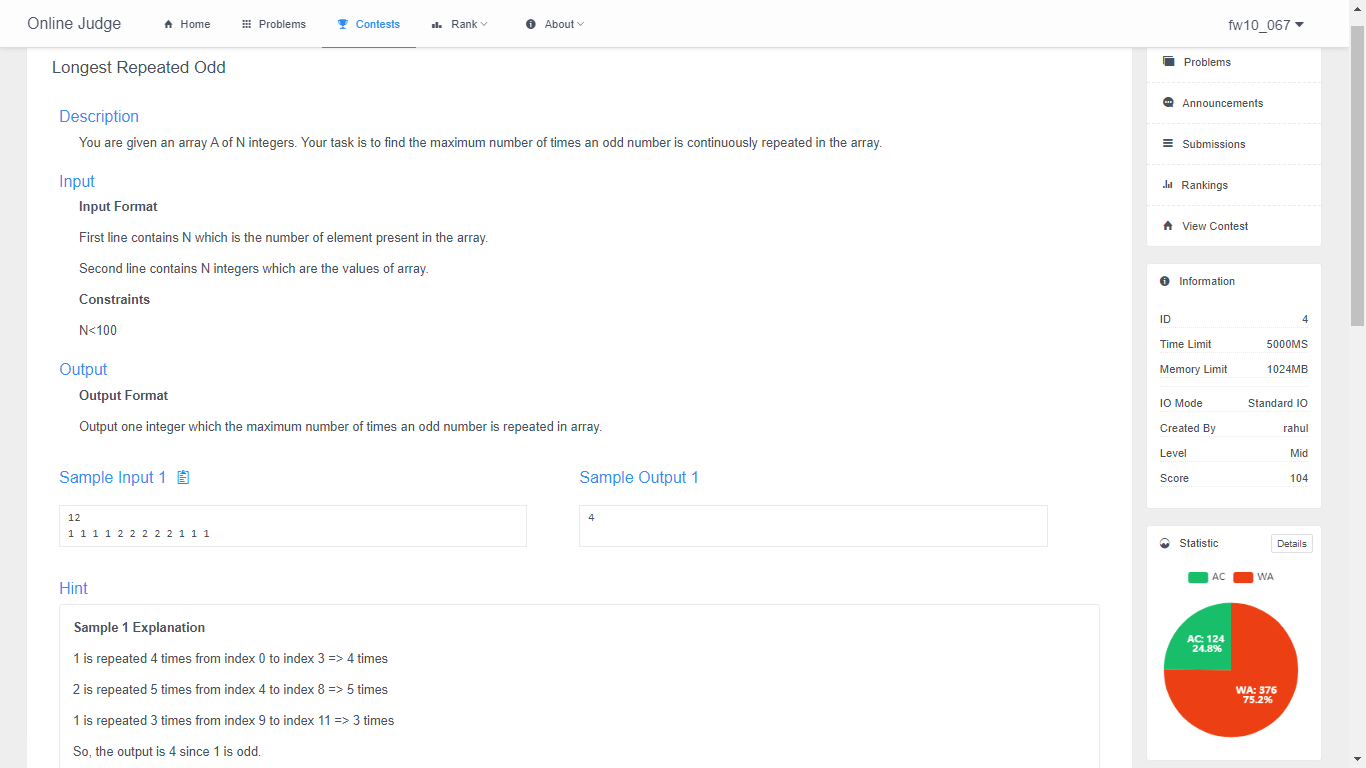 Online Judge
Home
Problems
Contests
Rank
About
fw10_067
Longest Repeated Odd
Description
You are given an array A of N integers. Your task is to find the maximum number of times an odd number is continuously repeated in the array.
Input
Input Format
First line contains N which is the number of element present in the array.
Second line contains N integers which are the values of array.
Constraints
N<100
Output
Output Format
Output one integer which the maximum number of times an odd number is repeated in array.
Sample Input 1
12
1 1 1 1 2 2 2 2 2 1 1 1
Sample Output 1
4
Hint
Sample 1 Explanation
1 is repeated 4 times from index 0 to index 3 => 4 times
2 is repeated 5 times from index 4 to index 8 => 5 times
1 is repeated 3 times from index 9 to index 11 => 3 times
So, the output is 4 since 1 is odd.
Problems
Announcements
Submissions
Rankings
View Contest
Information
ID 4
Time Limit 5000MS
Memory Limit 1024MB
IO Mode Standard IO
Created By rahul
Level Mid
Score 104
Statistic Details
AC WA
AC: 124
24.8%
WA: 376
75.2%